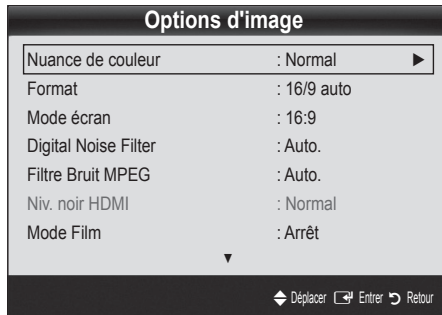 Options d'image
Nuance de couleur : Normal ►
Format : 16/9 auto
Mode écran : 16:9
Digital Noise Filter : Auto.
Filtre Bruit MPEG : Auto.
Niv. noir HDMI : Normal
Mode Film : Arrêt
▼
Déplacer Entrer Retour